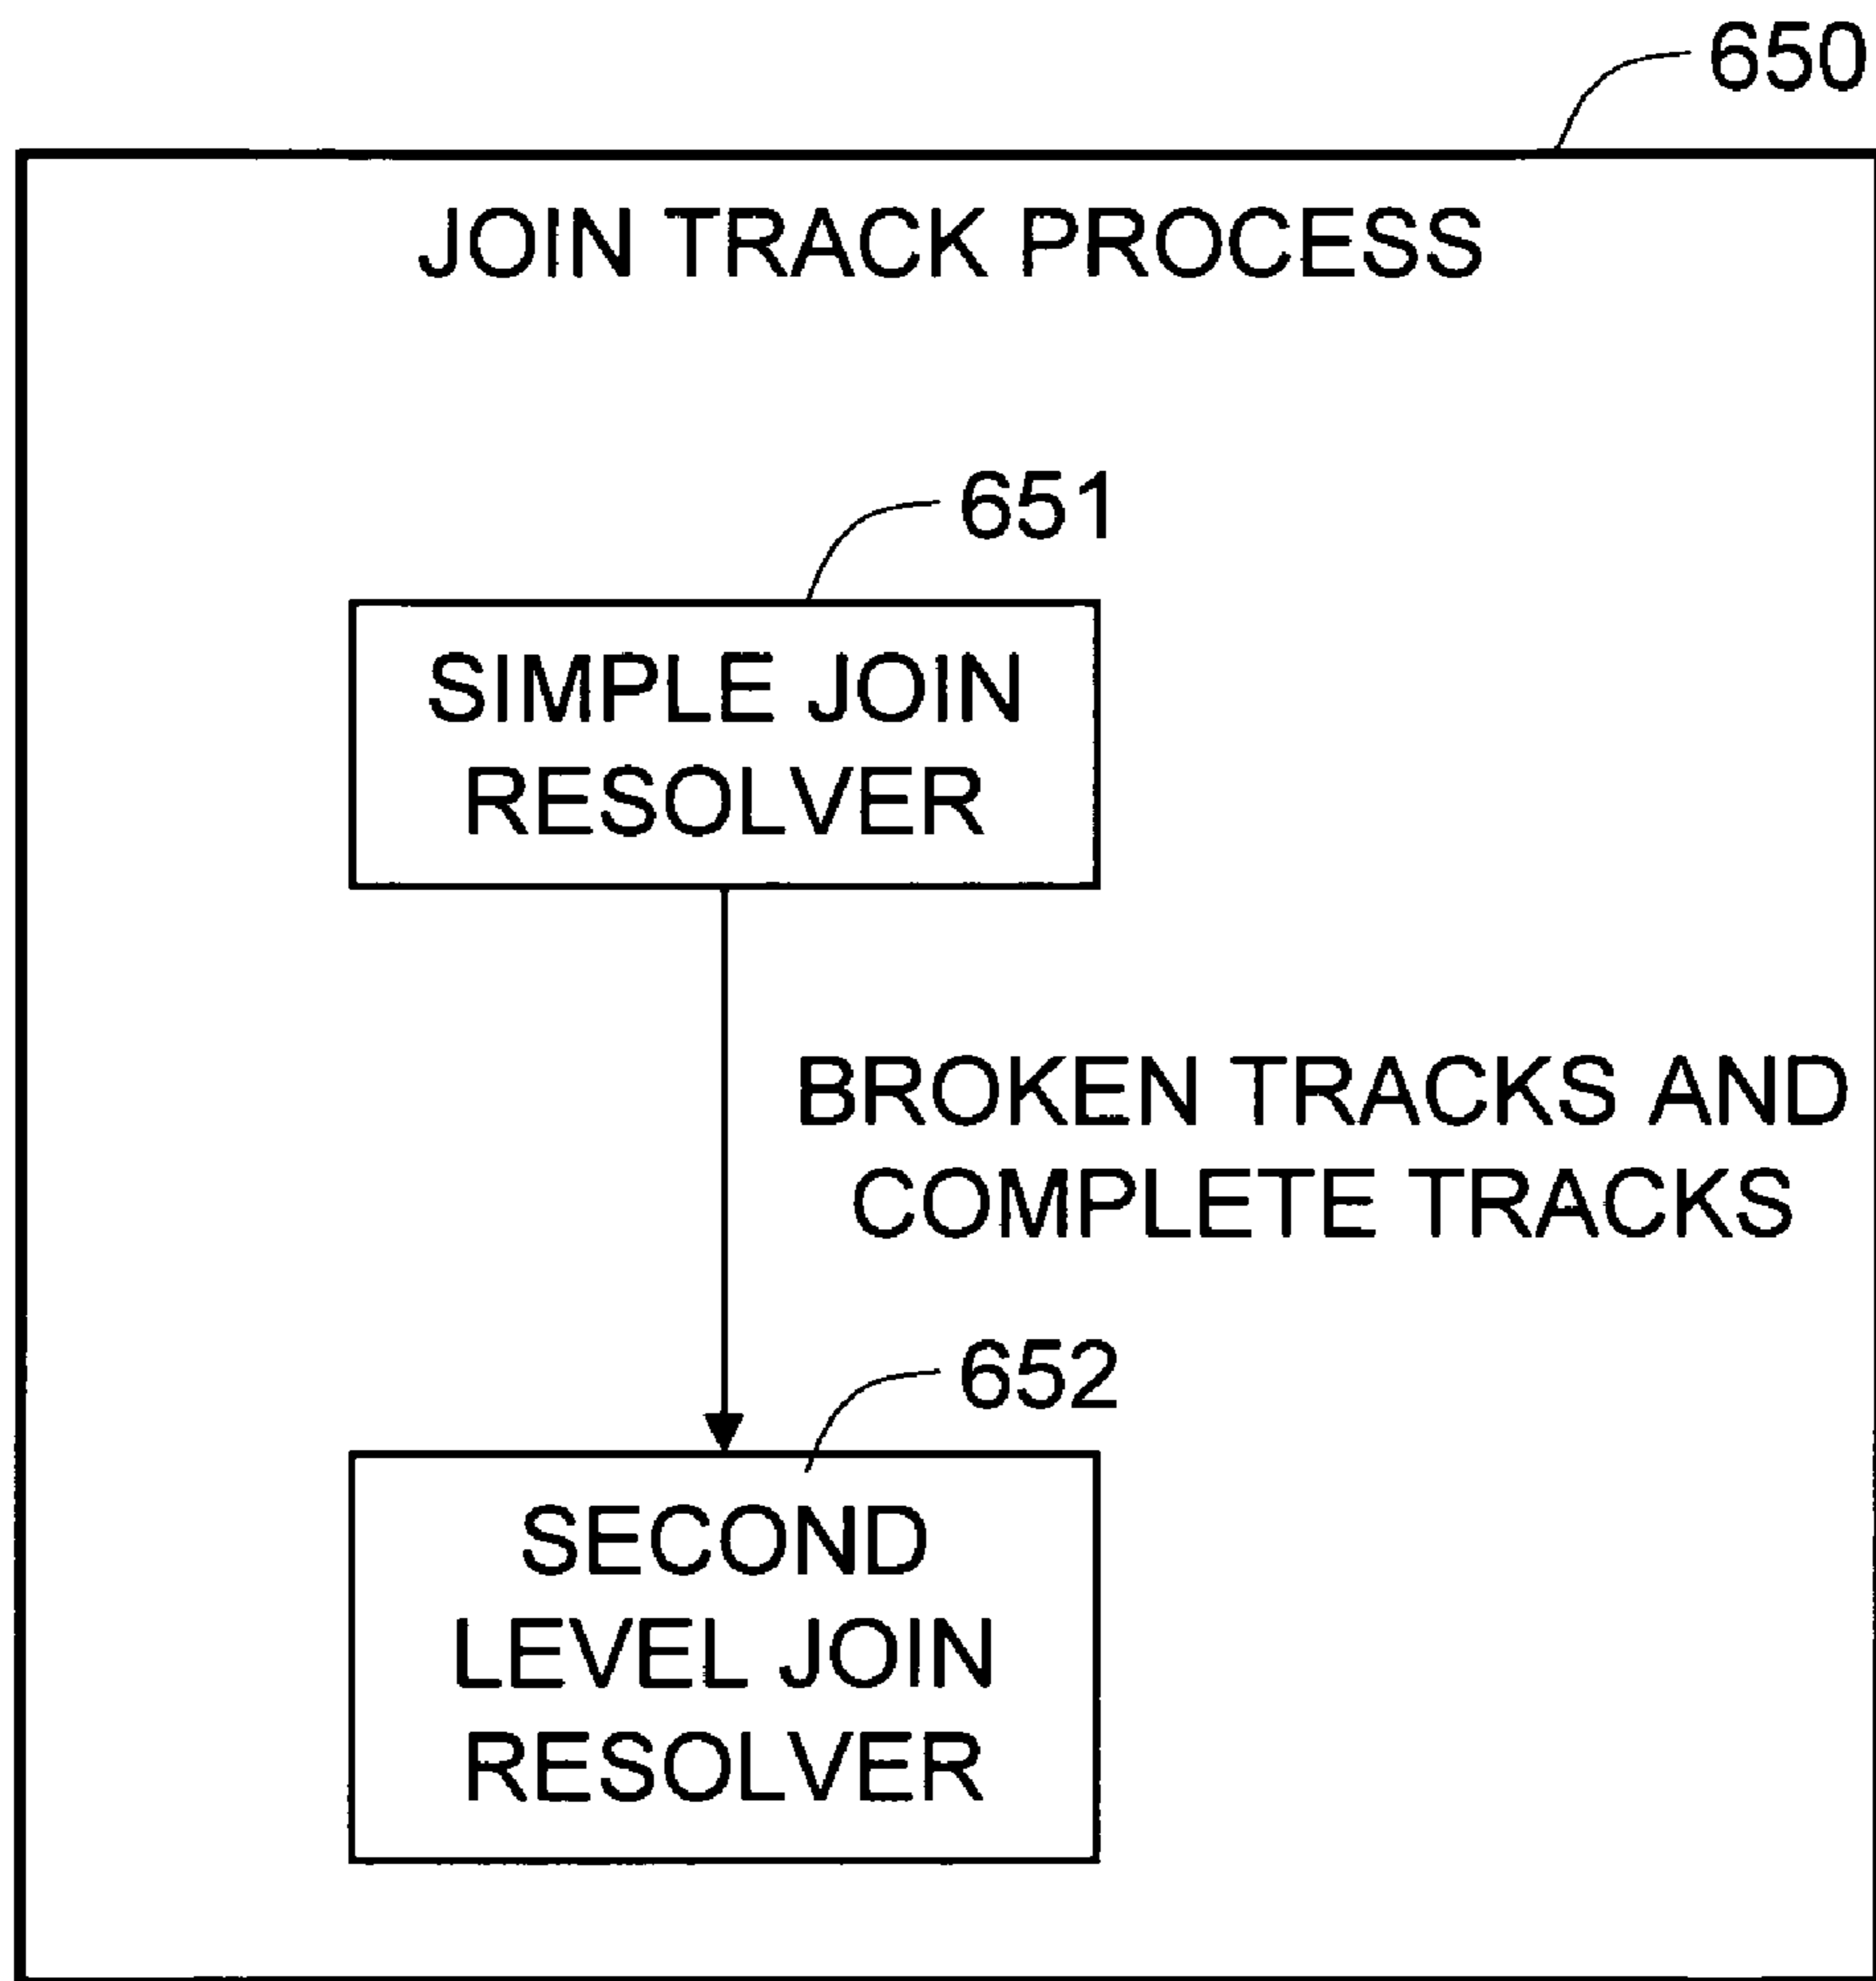 650
JOIN TRACK PROCESS
651
SIMPLE JOIN
RESOLVER
BROKEN TRACKS AND
COMPLETE TRACKS
652
SECOND
LEVEL JOIN
RESOLVER